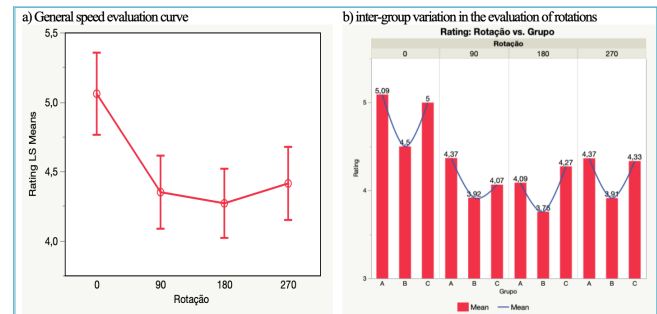 a) General speed evaluation curve
5,5
5,0
4,5
4,0
Rating LS Means
0 90 180 270
Rotação
b) inter-group variation in the evaluation of rotations
Rating: Rotação vs. Grupo
Rotação
0 90 180 270
5
4
3
Rating
5,09 4,5 5 4,37 3,92 4,07 4,09 3,76 4,27 4,37 3,91 4,33
A B C A B C A B C A B C
Grupo
Mean Mean